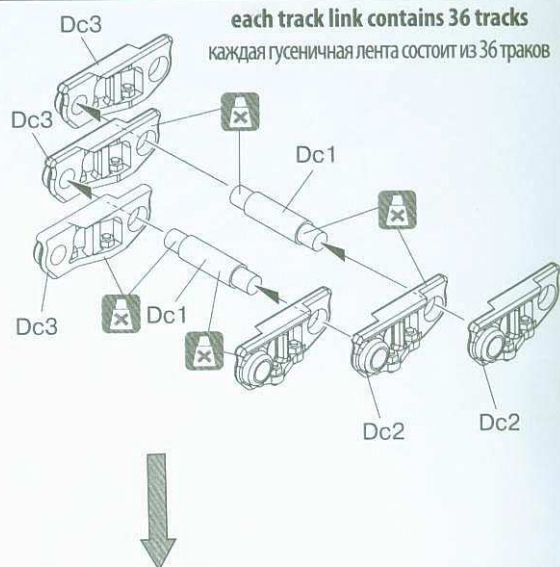 each track link contains 36 tracks
каждая гусеничная лента состоит из 36 траков
Dc3
Dc3
Dc1
Dc3
Dc1
Dc2
Dc2